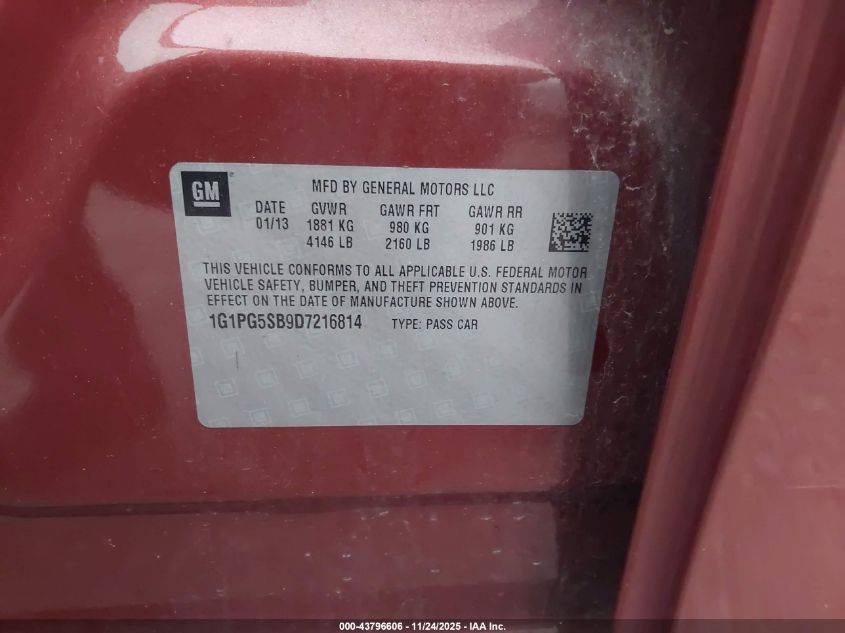 GM
MFD BY GENERAL MOTORS LLC
DATE GVWR GAWR FRT GAWR RR
01/13 1881 KG 980 KG 901 KG
4146 LB 2160 LB 1986 LB
THIS VEHICLE CONFORMS TO ALL APPLICABLE U.S. FEDERAL MOTOR
VEHICLE SAFETY, BUMPER, AND THEFT PREVENTION STANDARDS IN
EFFECT ON THE DATE OF MANUFACTURE SHOWN ABOVE.
1G1PG5SB9D7216814 TYPE: PASS CAR
000-43796606 - 11/24/2025 - IAA Inc.